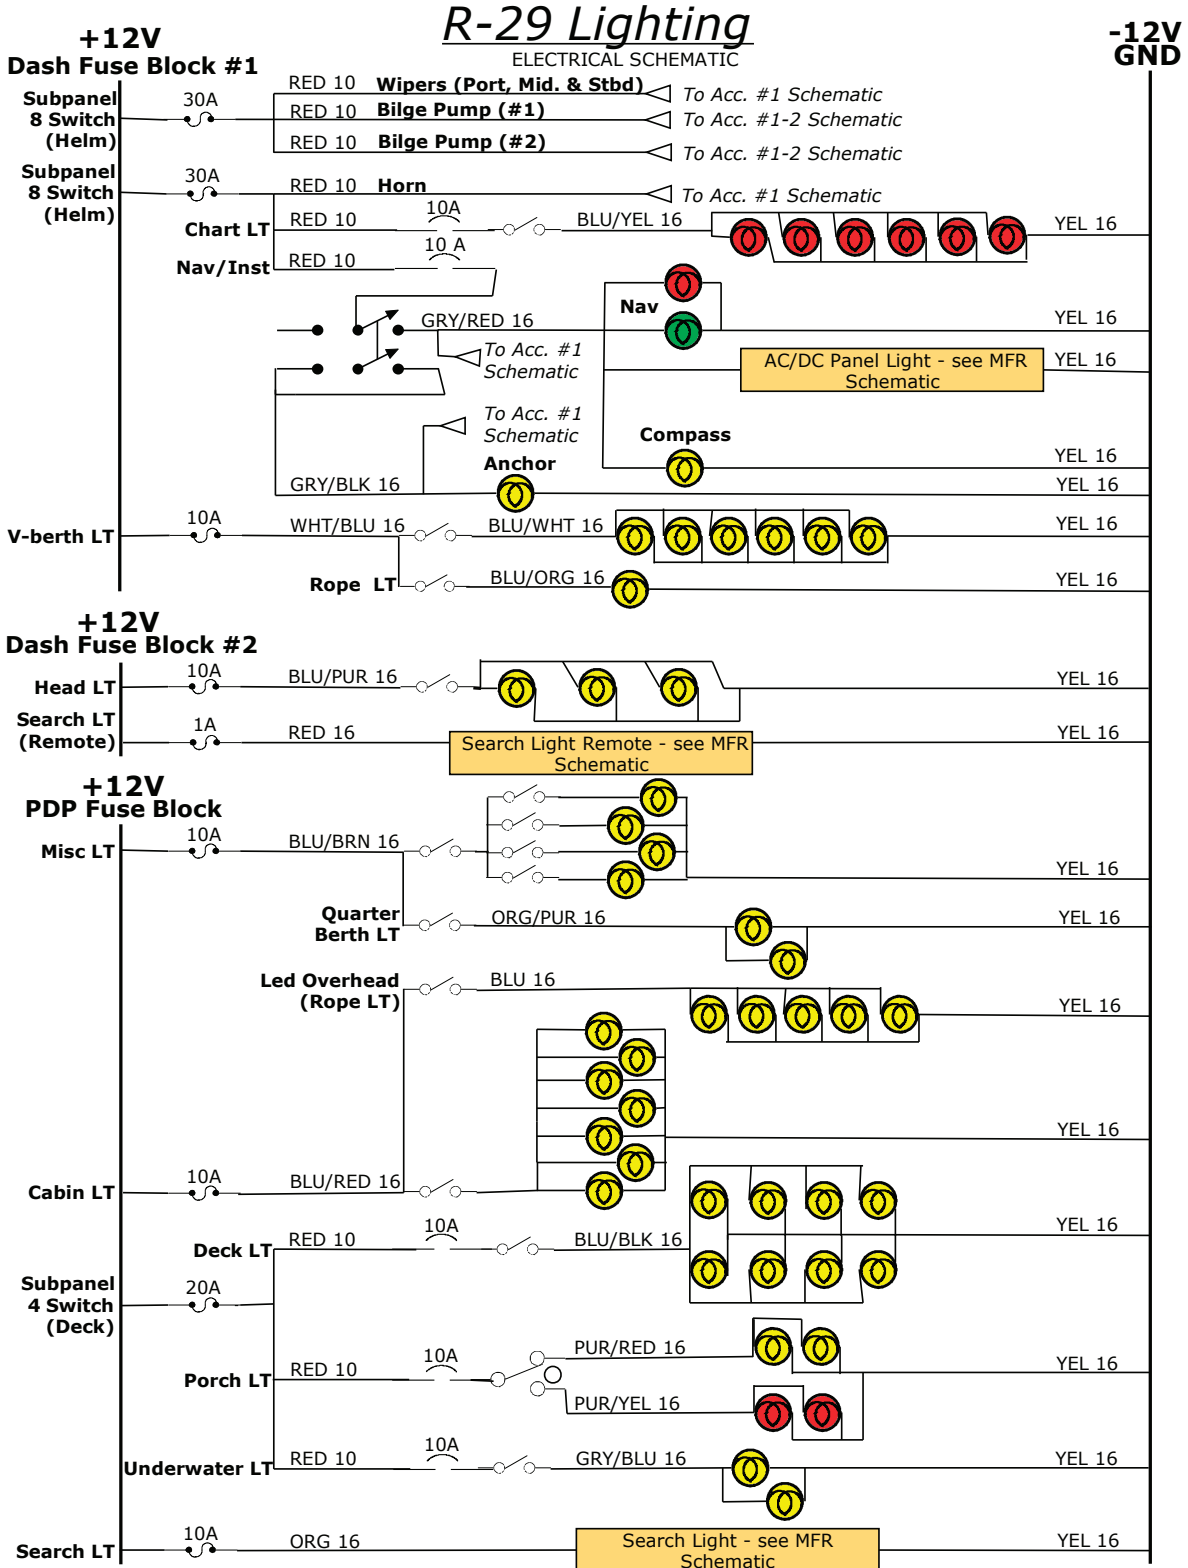 R-29 Lighting
ELECTRICAL SCHEMATIC
+12V
Dash Fuse Block #1
-12V
GND
Subpanel
8 Switch
(Helm)
30A
RED 10 Wipers (Port, Mid. & Stbd)
To Acc. #1 Schematic
RED 10 Bilge Pump (#1)
To Acc. #1-2 Schematic
RED 10 Bilge Pump (#2)
To Acc. #1-2 Schematic
Subpanel
8 Switch
(Helm)
30A
RED 10 Horn
To Acc. #1 Schematic
Chart LT
RED 10
10A
BLU/YEL 16
YEL 16
Nav/Inst
RED 10
10 A
Nav
GRY/RED 16
YEL 16
To Acc. #1
Schematic
AC/DC Panel Light - see MFR
Schematic
YEL 16
To Acc. #1
Schematic
Compass
YEL 16
Anchor
GRY/BLK 16
YEL 16
V-berth LT
10A
WHT/BLU 16
BLU/WHT 16
YEL 16
Rope LT
BLU/ORG 16
YEL 16
+12V
Dash Fuse Block #2
Head LT
10A
BLU/PUR 16
YEL 16
Search LT
(Remote)
1A
RED 16
Search Light Remote - see MFR
Schematic
YEL 16
+12V
PDP Fuse Block
Misc LT
10A
BLU/BRN 16
YEL 16
Quarter
Berth LT
ORG/PUR 16
YEL 16
Led Overhead
(Rope LT)
BLU 16
YEL 16
YEL 16
Cabin LT
10A
BLU/RED 16
Deck LT
RED 10
10A
BLU/BLK 16
YEL 16
Subpanel
4 Switch
(Deck)
20A
Porch LT
RED 10
10A
PUR/RED 16
YEL 16
PUR/YEL 16
Underwater LT
RED 10
10A
GRY/BLU 16
YEL 16
Search LT
10A
ORG 16
Search Light - see MFR
Schematic
YEL 16